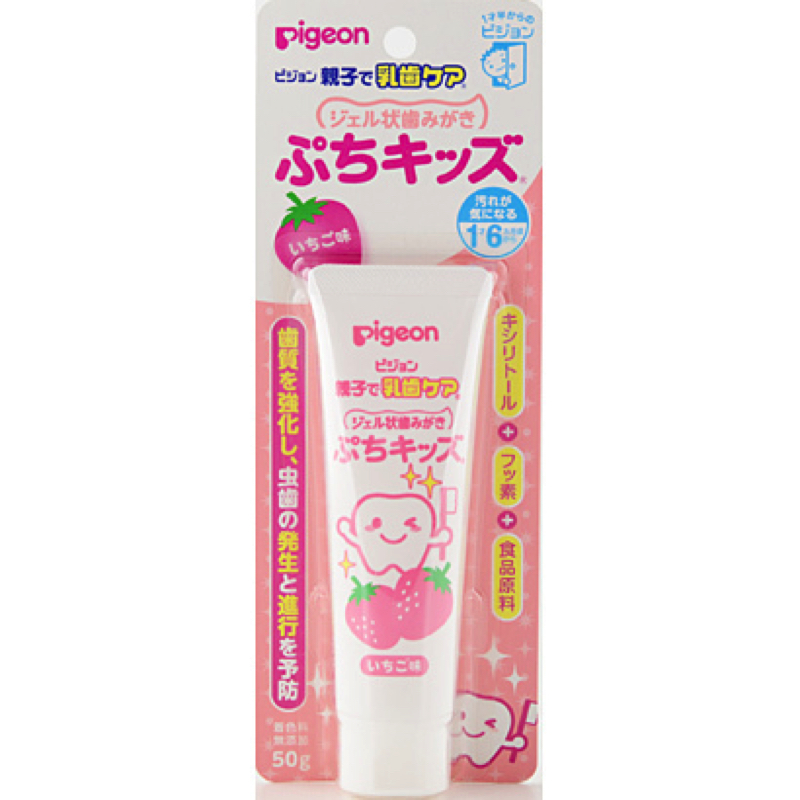 Pigeon
1才半からの
ピジョン
ピジョン 親子で乳歯ケア®
ジェル状歯みがき
ぷちキッズ®
いちご味
汚れが
気になる
1才6ヵ月頃から
歯質を強化し、虫歯の発生と進行を予防
キシリトール
+
フッ素
+
食品原料
Pigeon
ピジョン
親子で乳歯ケア®
ジェル状歯みがき
ぷちキッズ®
いちご味
着色料
無添加
50g